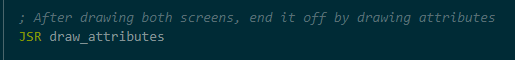 ; After drawing both screens, end it off by drawing attributes
JSR draw_attributes